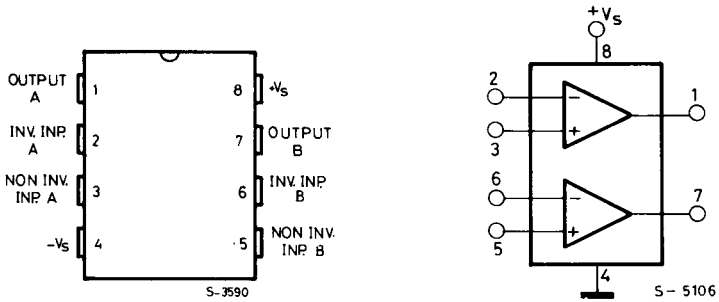 OUTPUT
A
1
INV. INP.
A
2
NON INV.
INP. A
3
-Vs
4
8
+Vs
7
OUTPUT
B
6
INV. INP.
B
5
NON INV.
INP. B
S-3590
+Vs
8
2
-
3
+
1
6
-
5
+
7
4
S - 5106